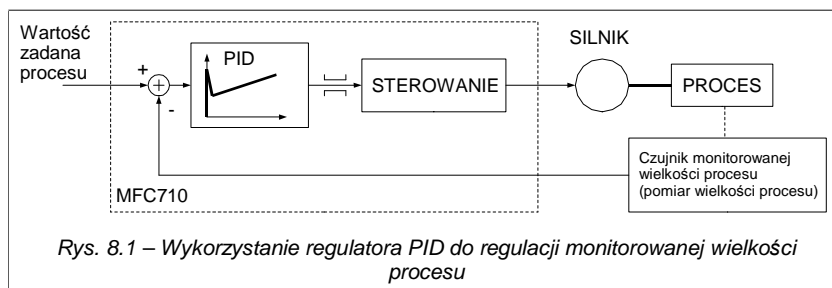 Wartość
zadana
procesu
+
-
PID
STEROWANIE
SILNIK
PROCES
Czujnik monitorowanej
wielkości procesu
(pomiar wielkości procesu)
MFC710
Rys. 8.1 – Wykorzystanie regulatora PID do regulacji monitorowanej wielkości
procesu